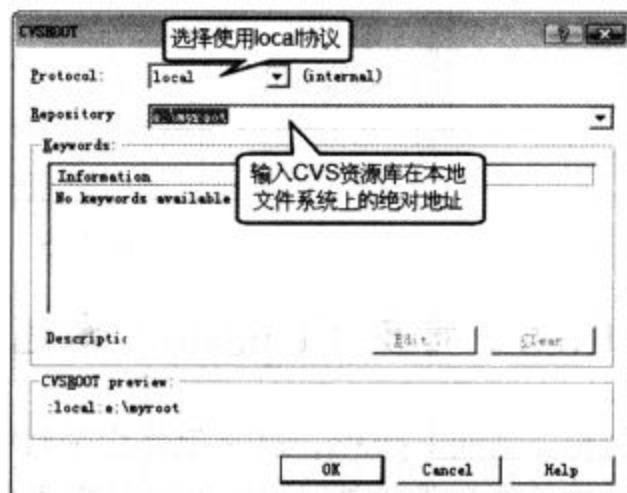 CVSROOT
选择使用local协议
Protocol: local (internal)
Repository e:\myroot
Keywords:
Information
No keywords available
输入CVS资源库在本地
文件系统上的绝对地址
Descriptic
Edit... Clear
CVSROOT preview:
:local:e:\myroot
OK Cancel Help